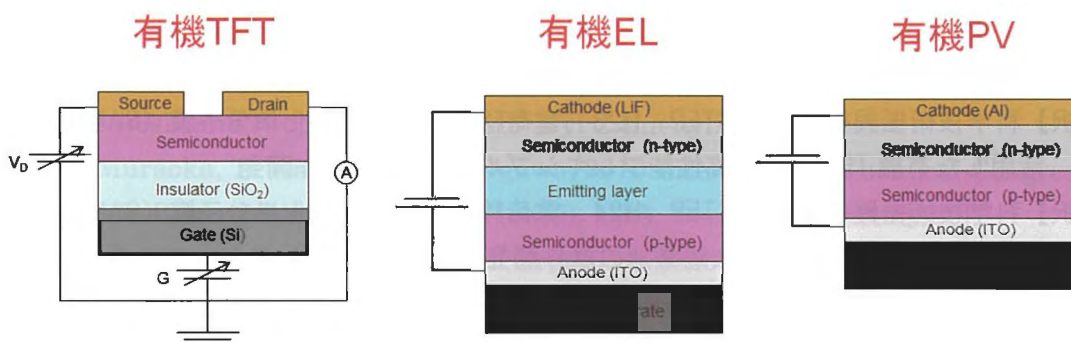 有機TFT
Source
Drain
Semiconductor
Insulator (SiO2)
Gate (Si)
VD
A
G
有機EL
Cathode (LiF)
Semiconductor (n-type)
Emitting layer
Semiconductor (p-type)
Anode (ITO)
rate
有機PV
Cathode (Al)
Semiconductor (n-type)
Semiconductor (p-type)
Anode (ITO)